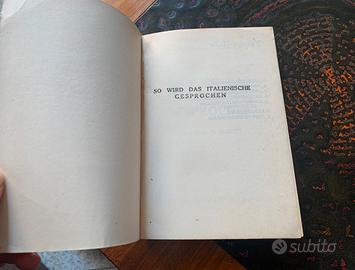 SO WIRD DAS ITALIENISCHE
GESPROCHEN
subito